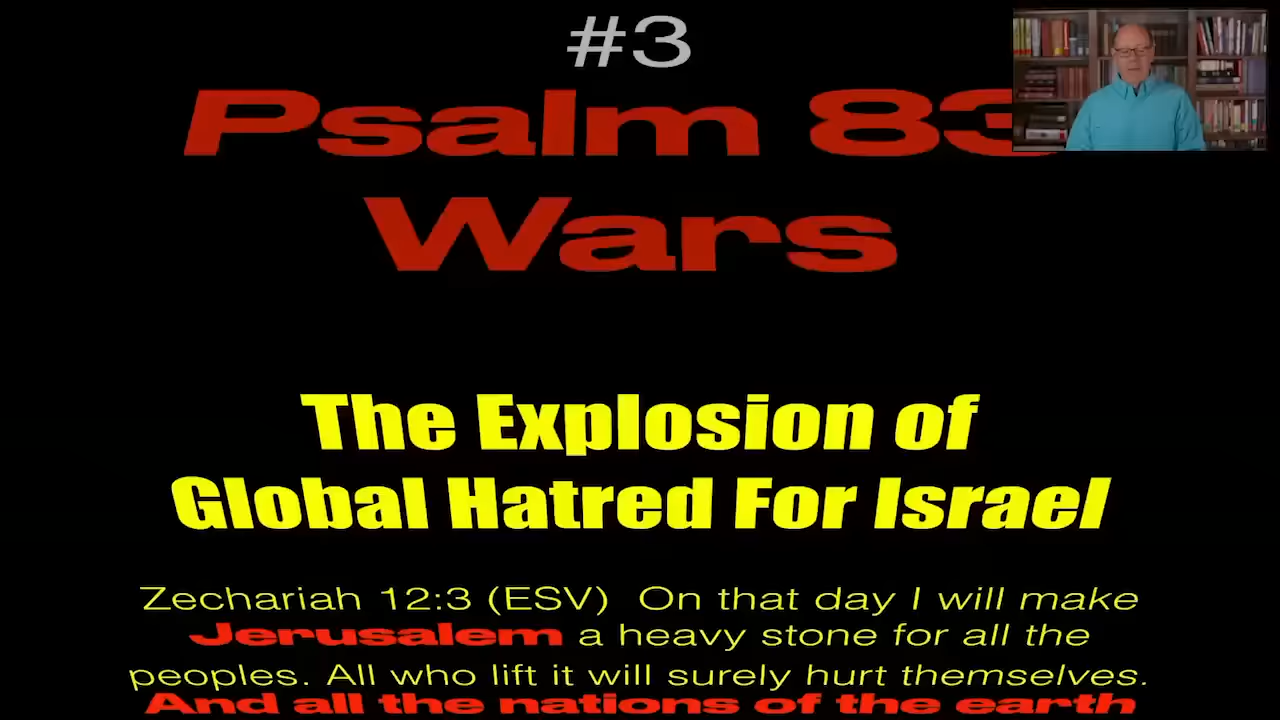 #3
Psalm 83
Wars
The Explosion of
Global Hatred For Israel
Zechariah 12:3 (ESV) On that day I will make
Jerusalem a heavy stone for all the
peoples. All who lift it will surely hurt themselves.
And all the nations of the earth